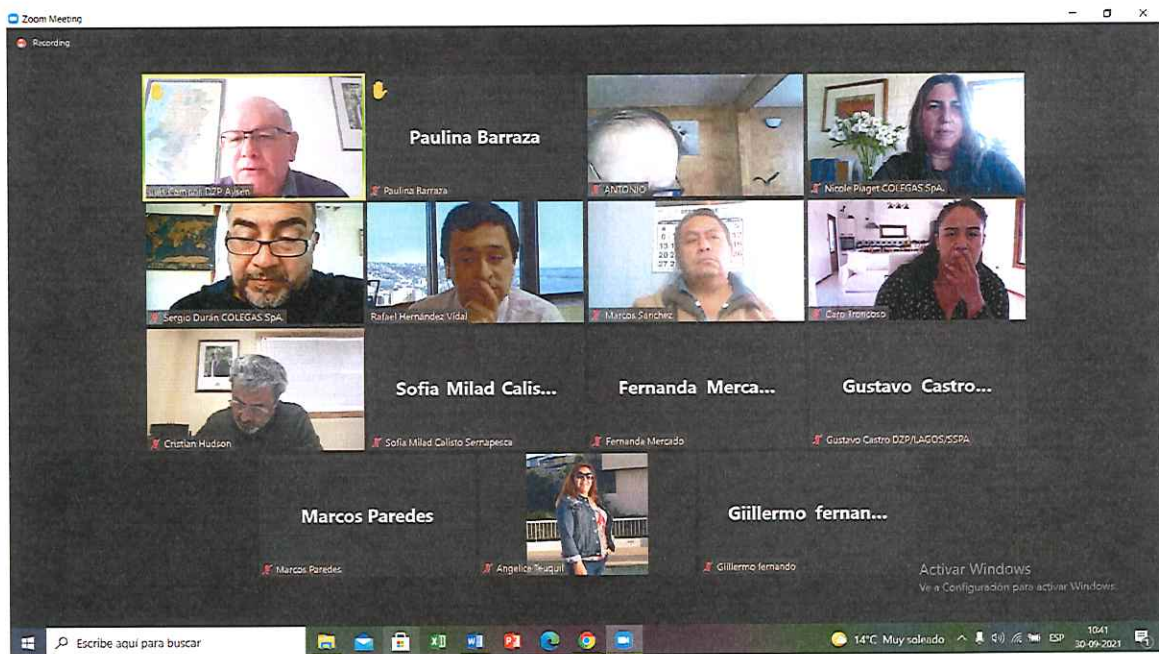 Zoom Meeting
Recording
Paulina Barraza
Campos DZP Aysen
Paulina Barraza
ANTONIO
Nicole Piaget COLEGAS SpA.
Sergio Durán COLEGAS SpA.
Rafael Hernández Vidal
Marcos Sanchez
Caro Troncoso
Sofia Milad Calis...
Fernanda Merca...
Gustavo Castro...
Cristian Hudson
Sofia Milad Calisto Sernapesca
Fernanda Mercado
Gustavo Castro DZP/LAGOS/SSPA
Marcos Paredes
Giillermo fernan...
Marcos Paredes
Angelica Teuquil
Giillermo fernando
Activar Windows
Ve a Configuración para activar Windows.
Escribe aquí para buscar
14°C Muy soleado
ESP
10:41
30-09-2021